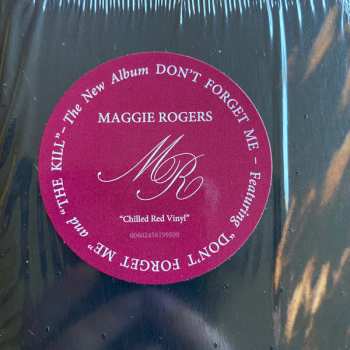 The New Album DON'T FORGET ME – Featuring "DON'T FORGET ME" and "THE KILL" –
MAGGIE ROGERS
MR
"Chilled Red Vinyl"